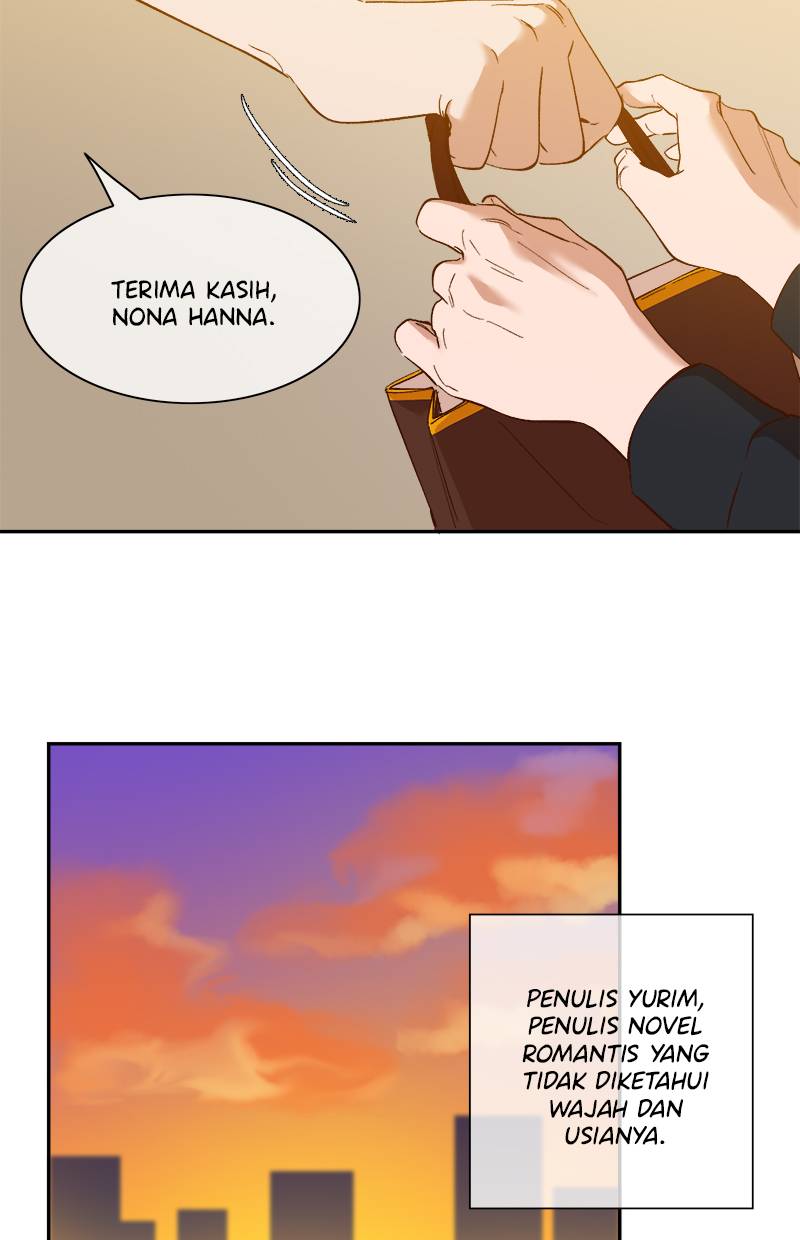 TERIMA KASIH,
NONA HANNA.
PENULIS YURIM,
PENULIS NOVEL
ROMANTIS YANG
TIDAK DIKETAHUI
WAJAH DAN
USIANYA.